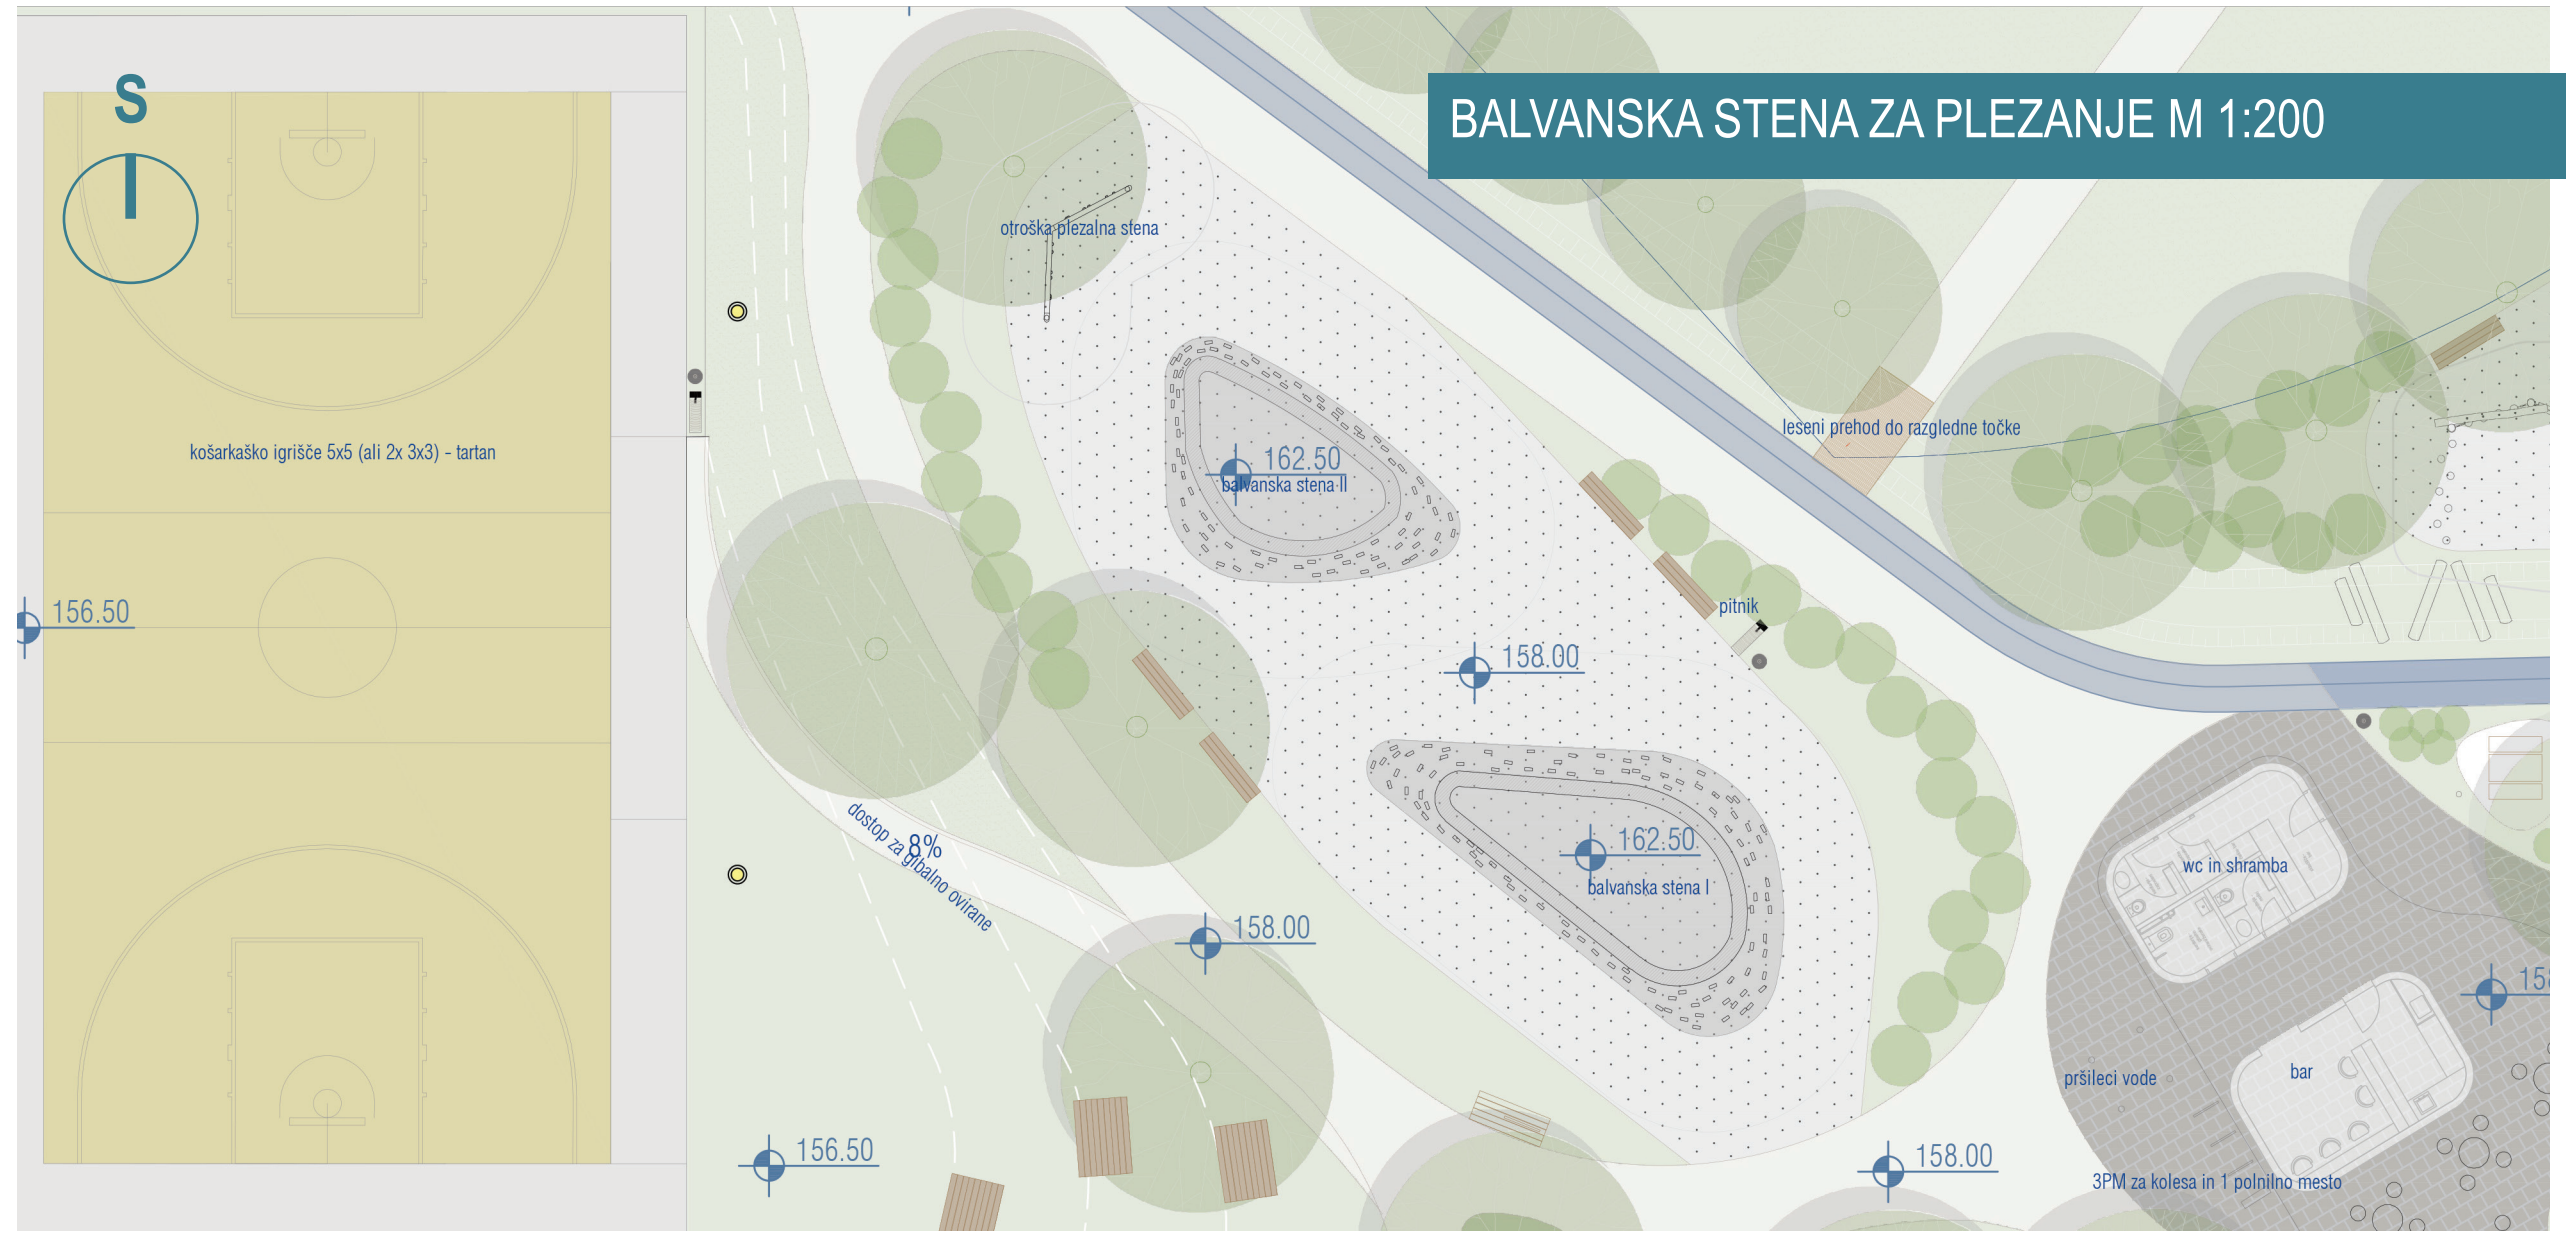 S
BALVANSKA STENA ZA PLEZANJE M 1:200
otroška plezalna stena
košarkaško igrišče 5x5 (ali 2x 3x3) - tartan
leseni prehod do razgledne točke
162.50
balvanska stena II
156.50
pitnik
158.00
162.50
balvanska stena I
8%
dostop za gibalno ovirane
wc in shramba
158.00
158
bar
pršileci vode
156.50
158.00
3PM za kolesa in 1 polnilno mesto